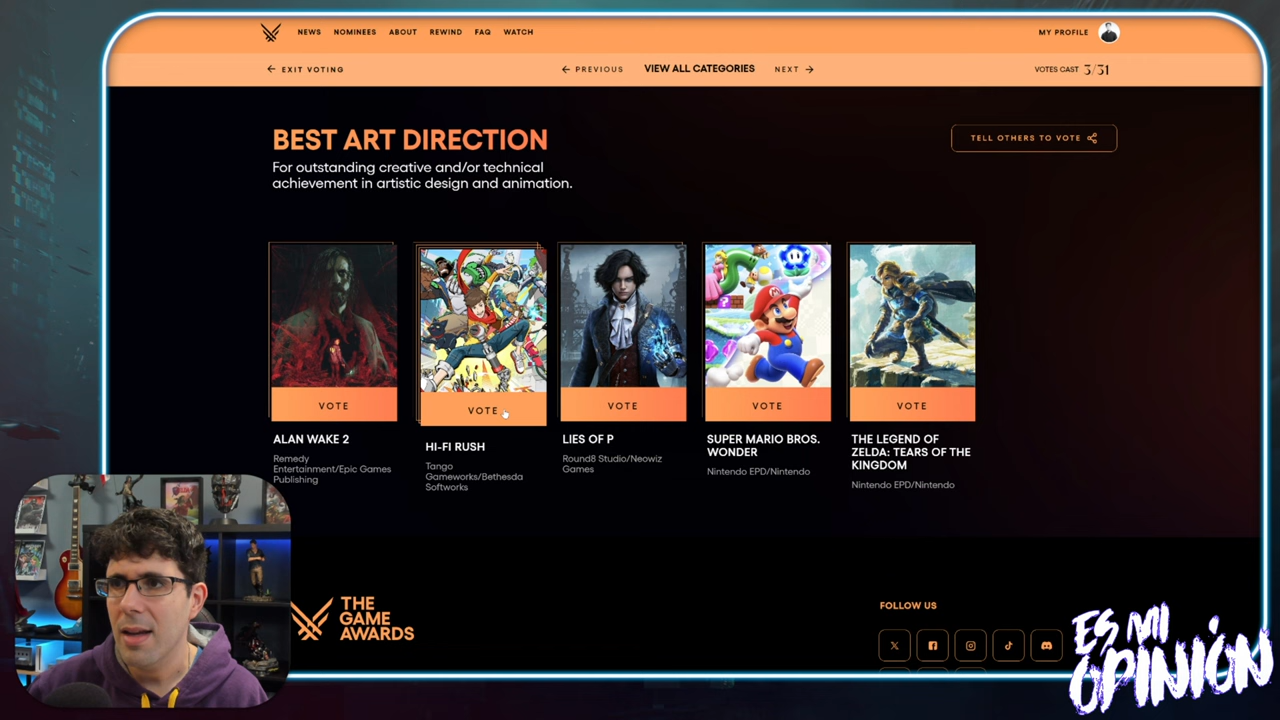 NEWS NOMINEES ABOUT REWIND FAQ WATCH MY PROFILE
← EXIT VOTING ← PREVIOUS VIEW ALL CATEGORIES NEXT → VOTES CAST 3/31
BEST ART DIRECTION
For outstanding creative and/or technical
achievement in artistic design and animation.
TELL OTHERS TO VOTE
VOTE VOTE VOTE VOTE VOTE
ALAN WAKE 2
Remedy
Entertainment/Epic Games
Publishing
HI-FI RUSH
Tango
Gameworks/Bethesda
Softworks
LIES OF P
Round8 Studio/Neowiz
Games
SUPER MARIO BROS.
WONDER
Nintendo EPD/Nintendo
THE LEGEND OF
ZELDA: TEARS OF THE
KINGDOM
Nintendo EPD/Nintendo
THE
GAME
AWARDS
FOLLOW US
ES MI
OPINIÓN